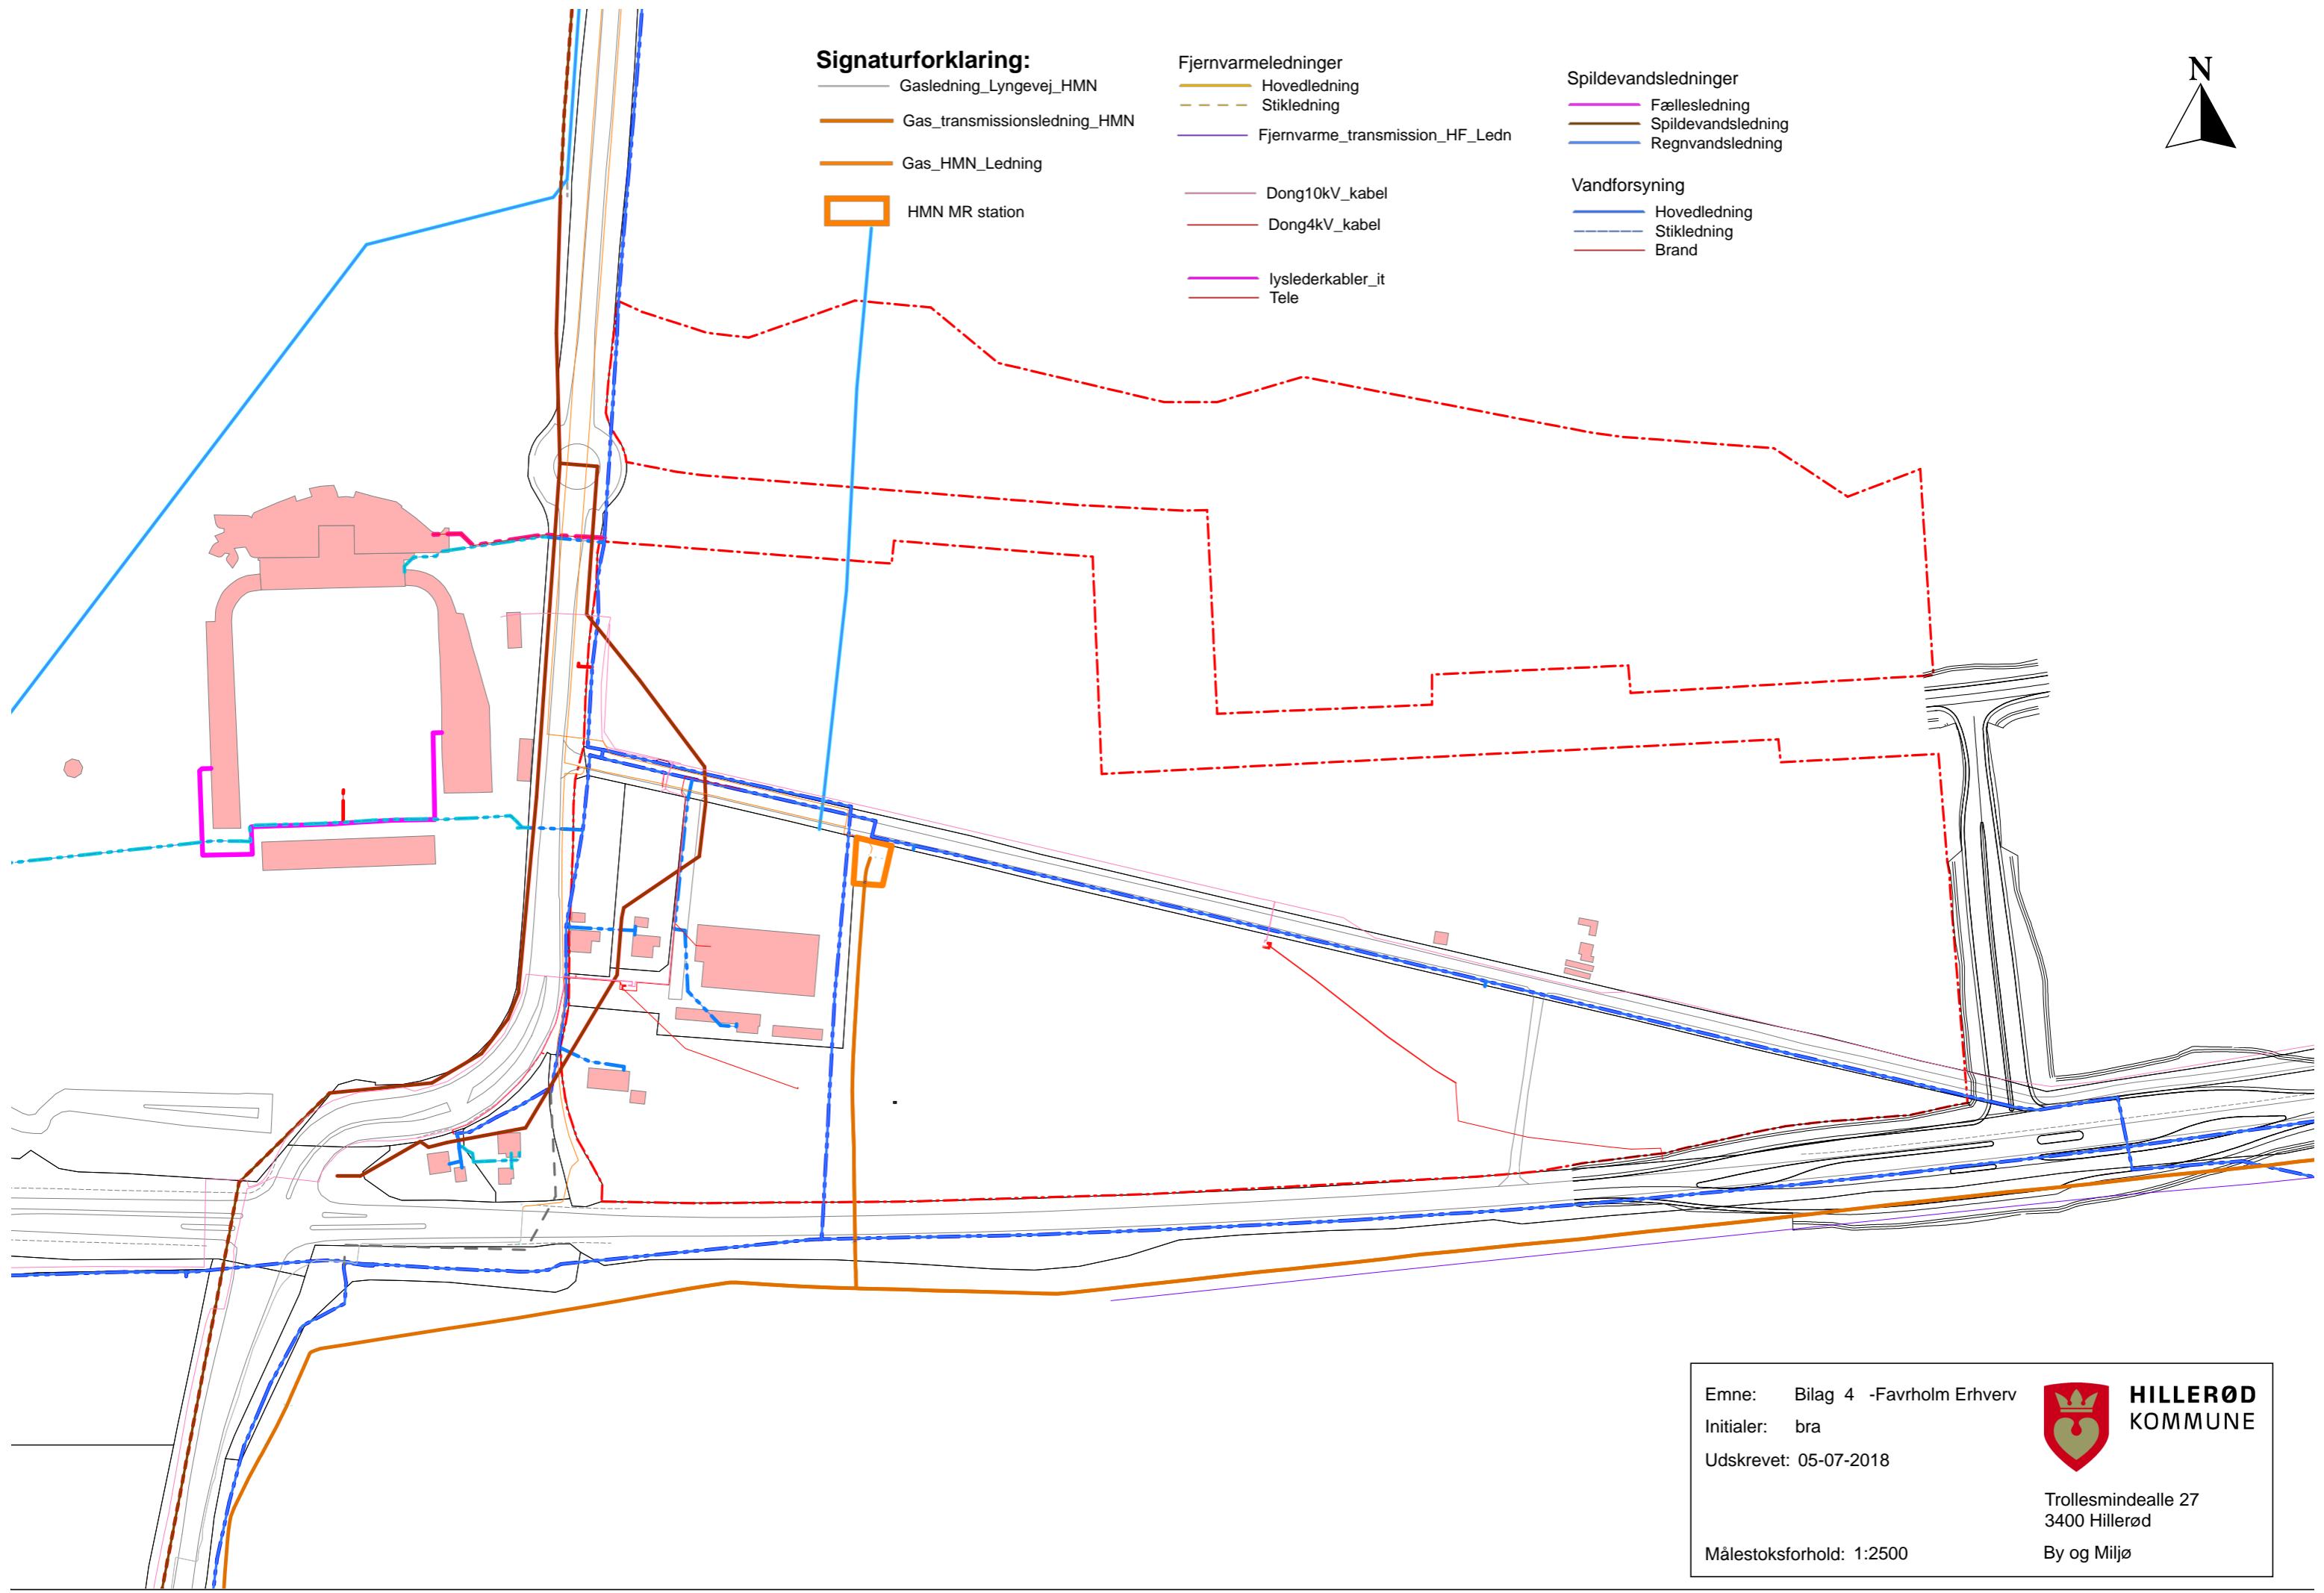 Signaturforklaring:
Gasledning_Lyngevej_HMN
Gas_transmissionsledning_HMN
Gas_HMN_Ledning
HMN MR station
Fjernvarmeledninger
Hovedledning
Stikledning
Fjernvarme_transmission_HF_Ledn
Dong10kV_kabel
Dong4kV_kabel
lyslederkabler_it
Tele
Spildevandsledninger
Fællesledning
Spildevandsledning
Regnvandsledning
Vandforsyning
Hovedledning
Stikledning
Brand
N
Emne: Bilag 4 -Favrholm Erhverv
Initialer: bra
Udskrevet: 05-07-2018
Målestoksforhold: 1:2500
HILLERØD
KOMMUNE
Trollesmindealle 27
3400 Hillerød
By og Miljø